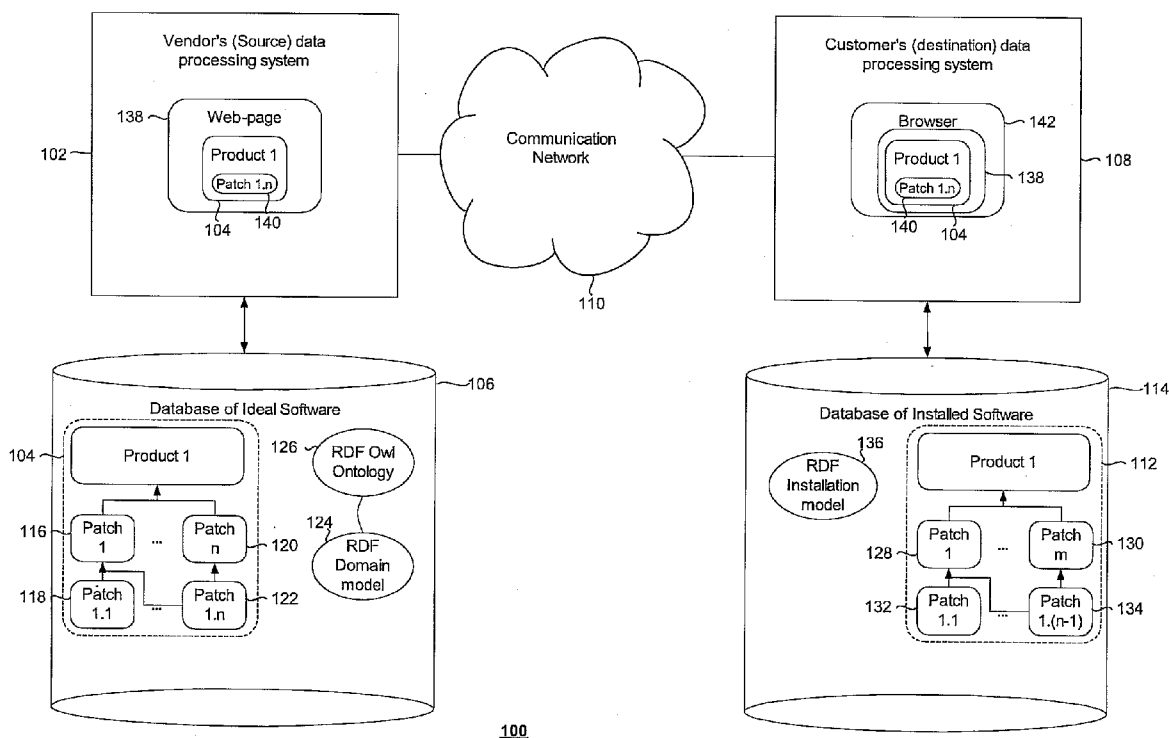 Vendor's (Source) data
processing system
138
Web-page
Product 1
Patch 1.n
104
140
102
Communication
Network
110
Customer's (destination) data
processing system
Browser
142
Product 1
Patch 1.n
138
140
104
108
106
Database of Ideal Software
104
Product 1
116
Patch
1
...
Patch
n
120
118
Patch
1.1
...
Patch
1.n
122
126
RDF Owl
Ontology
124
RDF
Domain
model
114
Database of Installed Software
136
RDF
Installation
model
Product 1
112
128
Patch
1
...
Patch
m
130
132
Patch
1.1
...
Patch
1.(n-1)
134
100